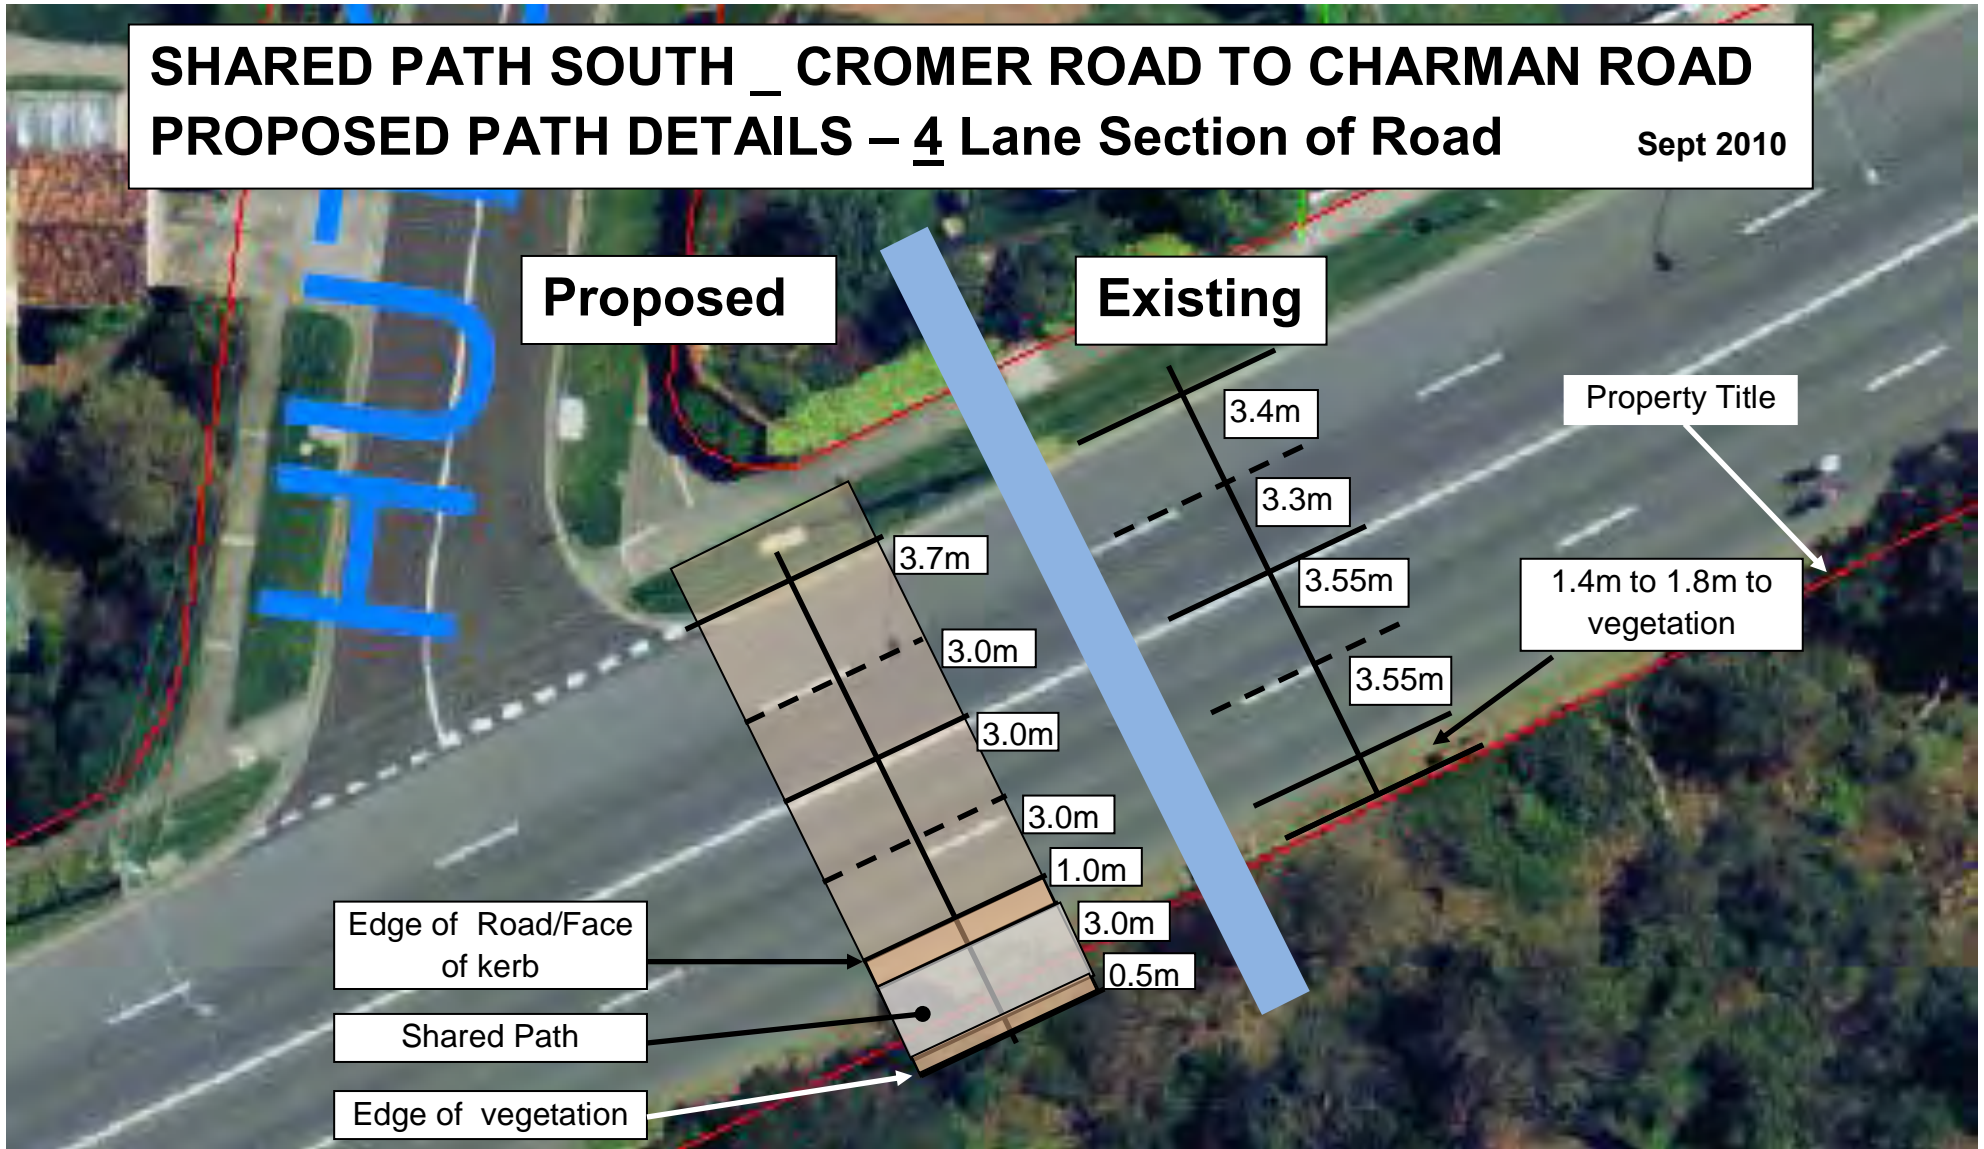 SHARED PATH SOUTH _ CROMER ROAD TO CHARMAN ROAD
PROPOSED PATH DETAILS – 4 Lane Section of Road Sept 2010
Proposed
Existing
3.4m
3.3m
3.55m
3.55m
Property Title
1.4m to 1.8m to
vegetation
3.7m
3.0m
3.0m
3.0m
1.0m
3.0m
0.5m
Edge of Road/Face
of kerb
Shared Path
Edge of vegetation